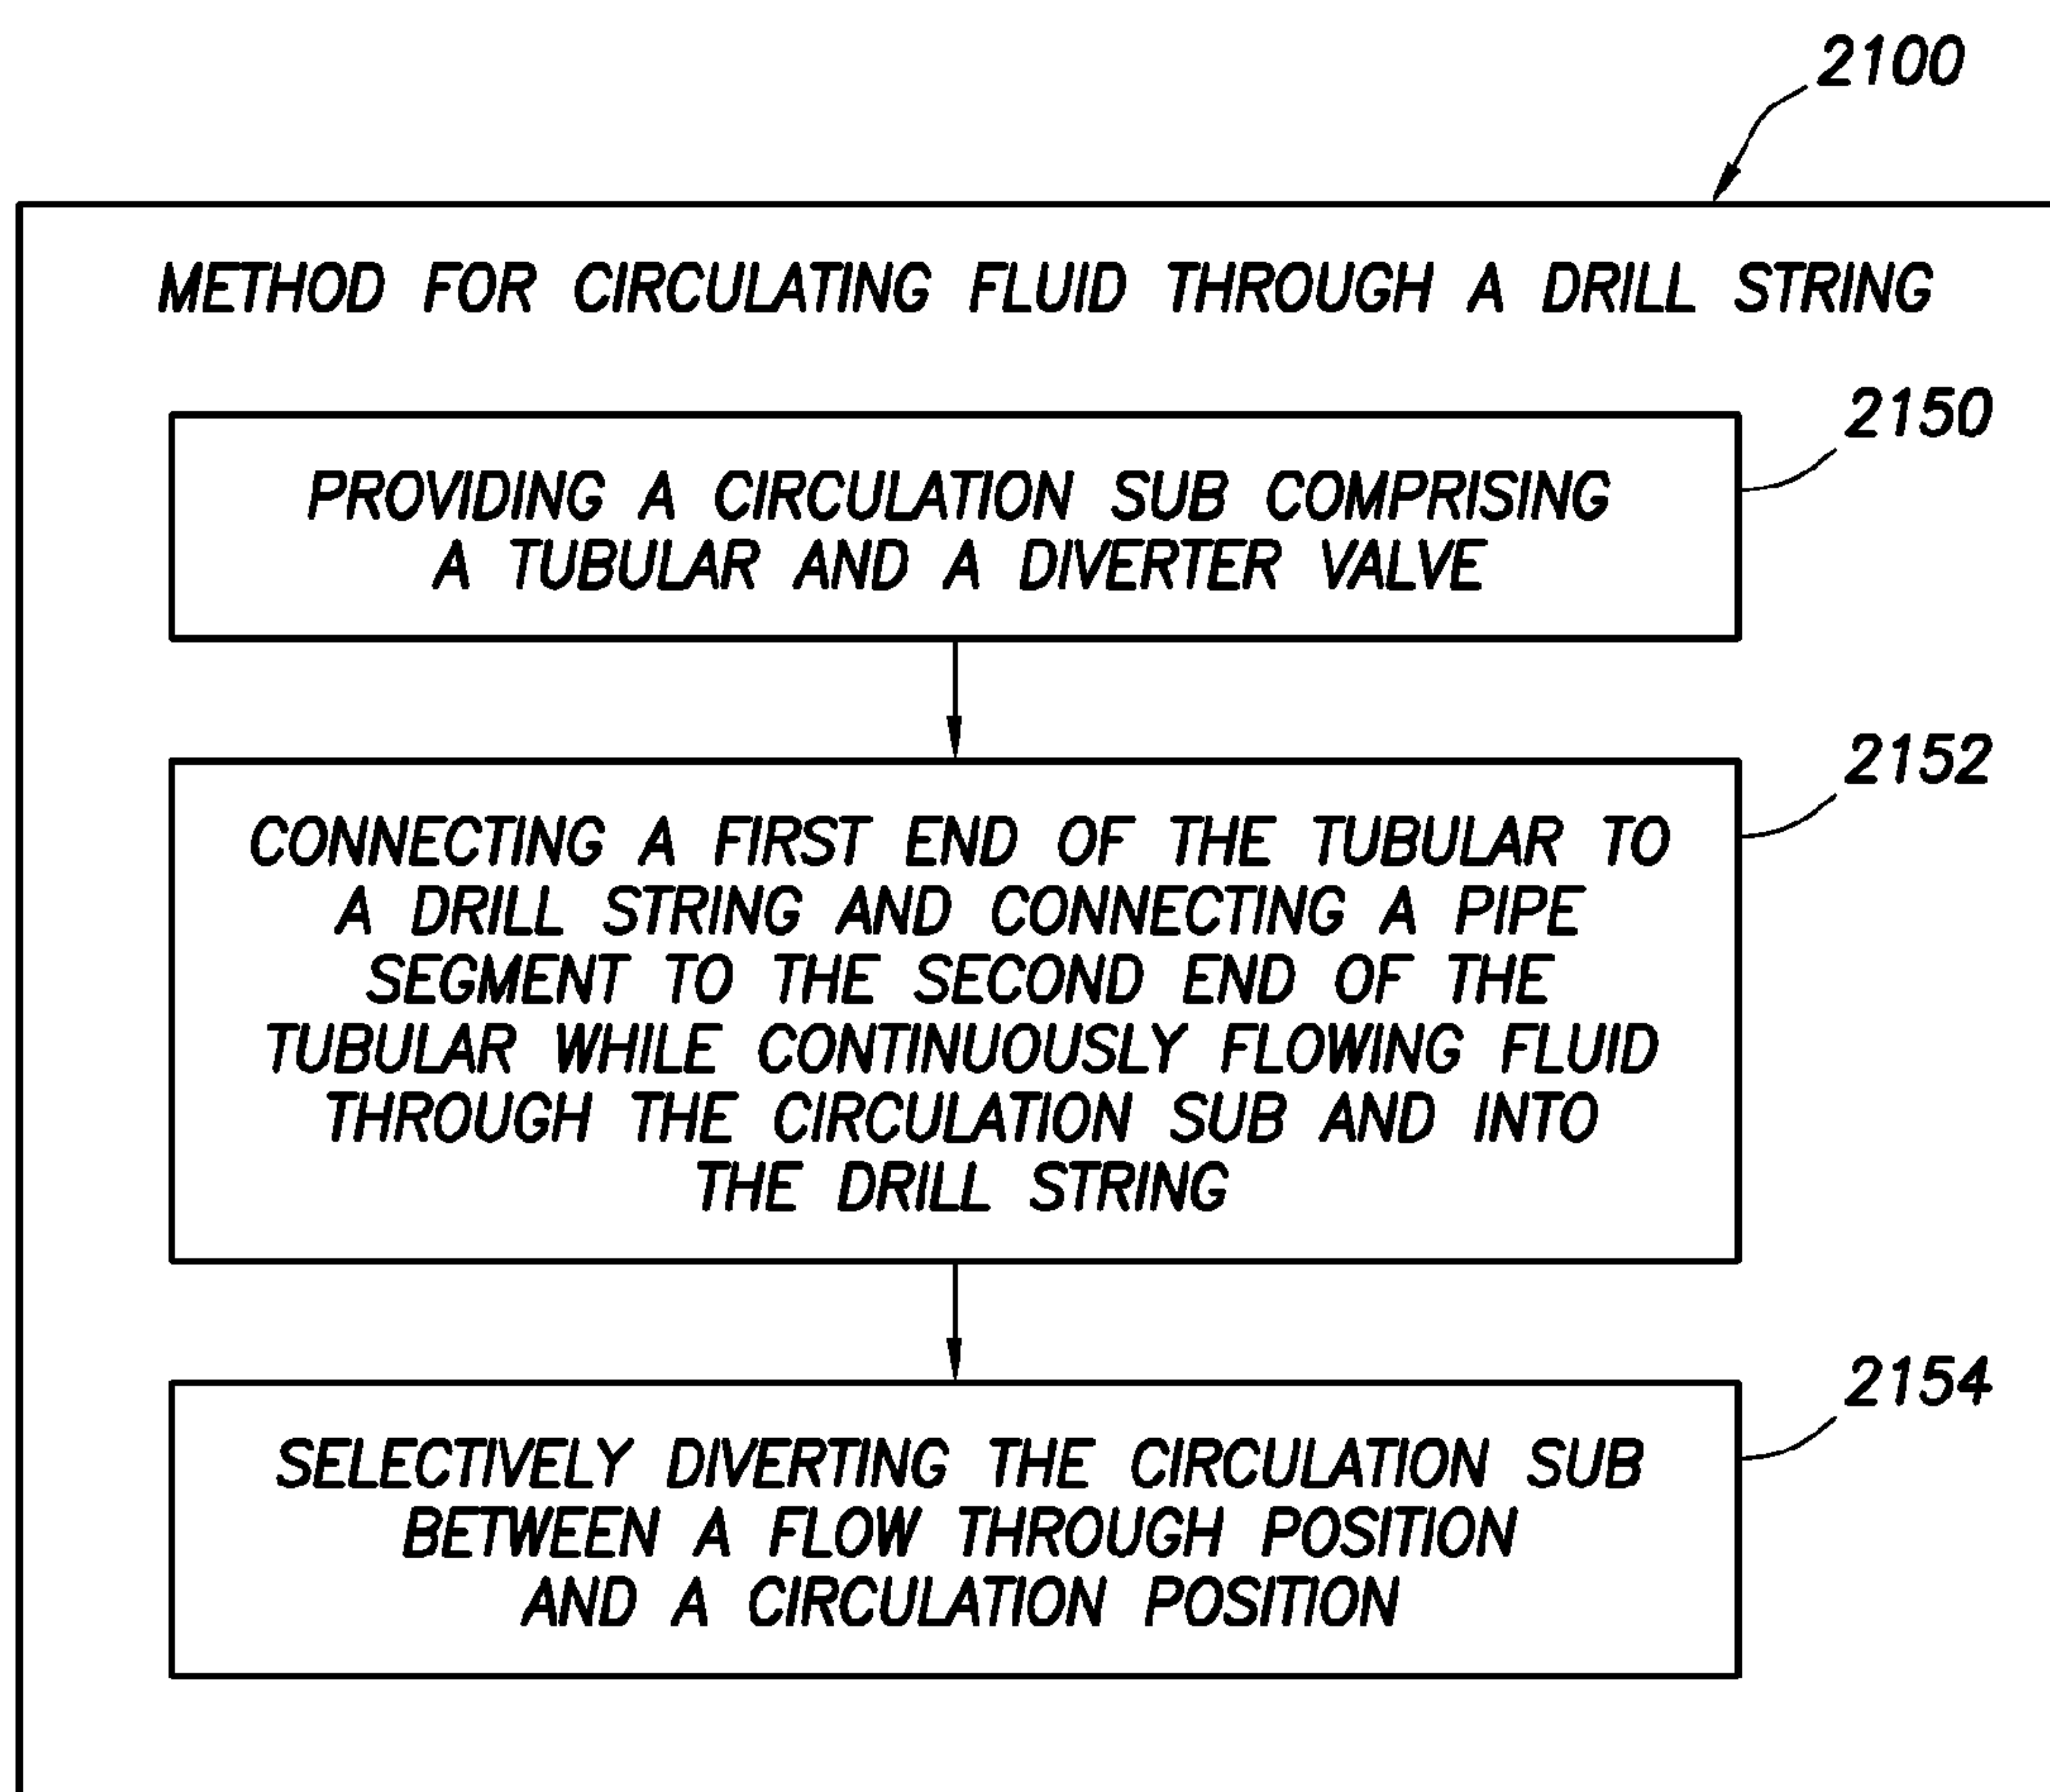 2100
METHOD FOR CIRCULATING FLUID THROUGH A DRILL STRING
2150
PROVIDING A CIRCULATION SUB COMPRISING
A TUBULAR AND A DIVERTER VALVE
2152
CONNECTING A FIRST END OF THE TUBULAR TO
A DRILL STRING AND CONNECTING A PIPE
SEGMENT TO THE SECOND END OF THE
TUBULAR WHILE CONTINUOUSLY FLOWING FLUID
THROUGH THE CIRCULATION SUB AND INTO
THE DRILL STRING
2154
SELECTIVELY DIVERTING THE CIRCULATION SUB
BETWEEN A FLOW THROUGH POSITION
AND A CIRCULATION POSITION